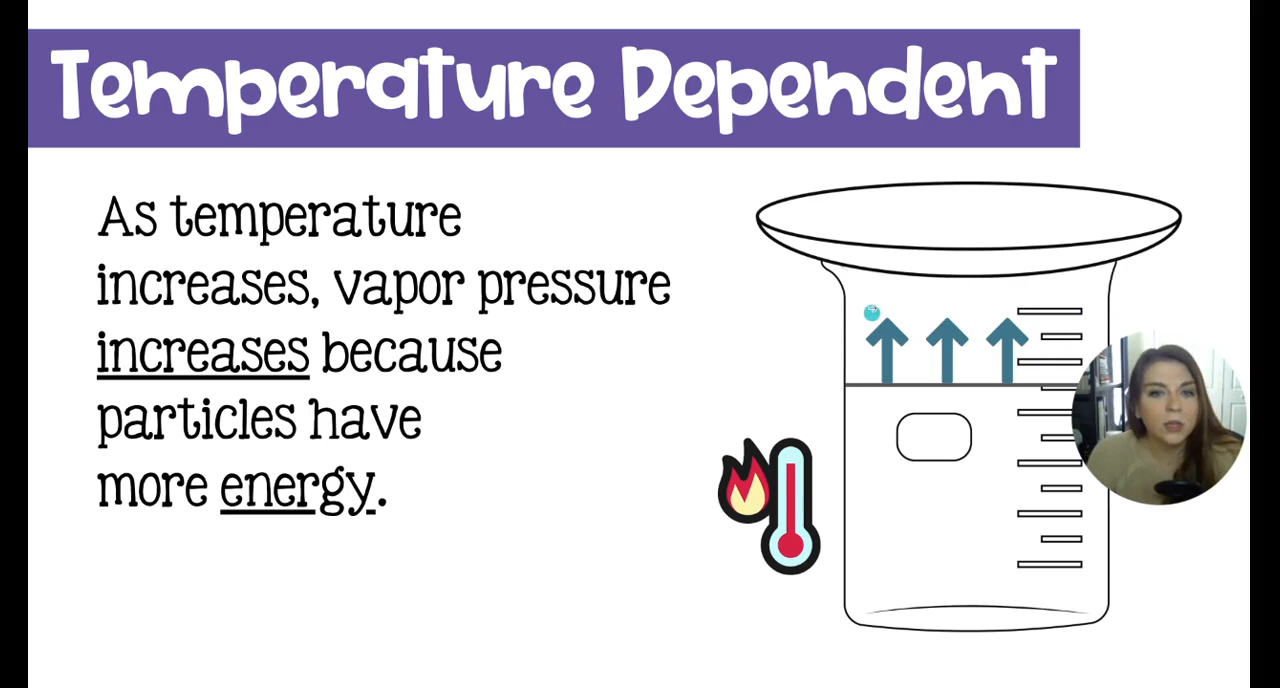 Temperature Dependent
As temperature
increases, vapor pressure
increases because
particles have
more energy.